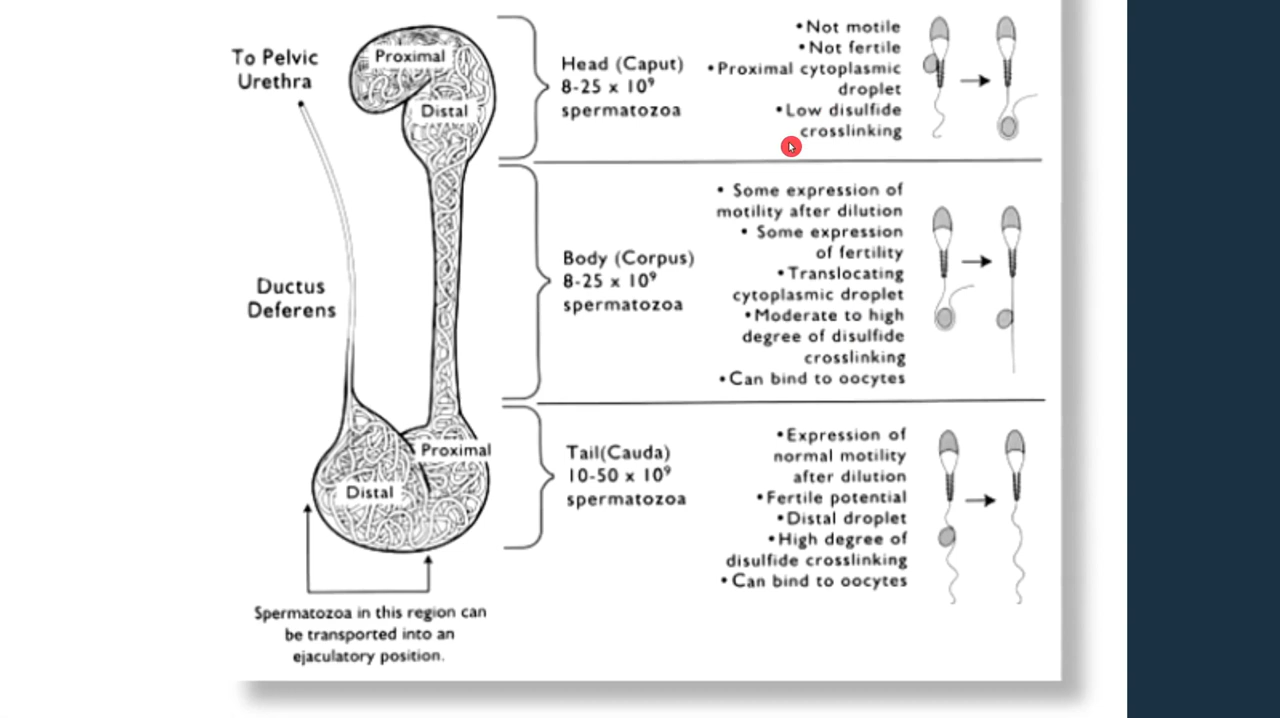 To Pelvic
Urethra
Proximal
Distal
Head (Caput)
8-25 x 10⁹
spermatozoa
•Not motile
•Not fertile
•Proximal cytoplasmic
droplet
•Low disulfide
crosslinking
Ductus
Deferens
Body (Corpus)
8-25 x 10⁹
spermatozoa
• Some expression of
motility after dilution
• Some expression
of fertility
•Translocating
cytoplasmic droplet
•Moderate to high
degree of disulfide
crosslinking
•Can bind to oocytes
Proximal
Distal
Tail(Cauda)
10-50 x 10⁹
spermatozoa
•Expression of
normal motility
after dilution
•Fertile potential
•Distal droplet
•High degree of
disulfide crosslinking
•Can bind to oocytes
Spermatozoa in this region can
be transported into an
ejaculatory position.